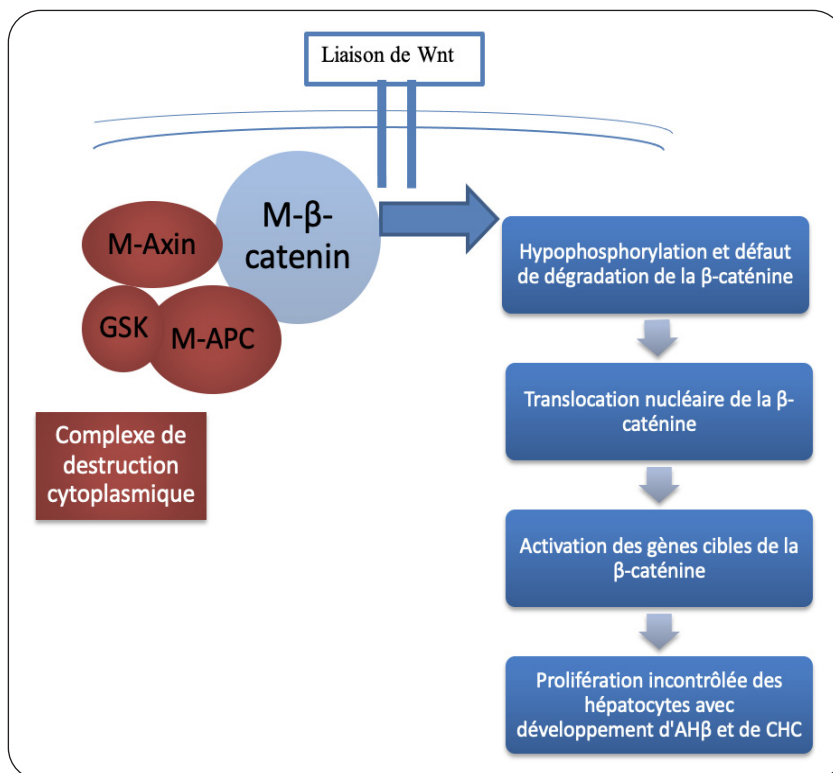 Liaison de Wnt
M-β-
catenin
M-Axin
GSK
M-APC
Complexe de
destruction
cytoplasmique
Hypophosphorylation et défaut
de dégradation de la β-caténine
Translocation nucléaire de la β-
caténine
Activation des gènes cibles de la
β-caténine
Prolifération incontrôlée des
hépatocytes avec
développement d'AHβ et de CHC